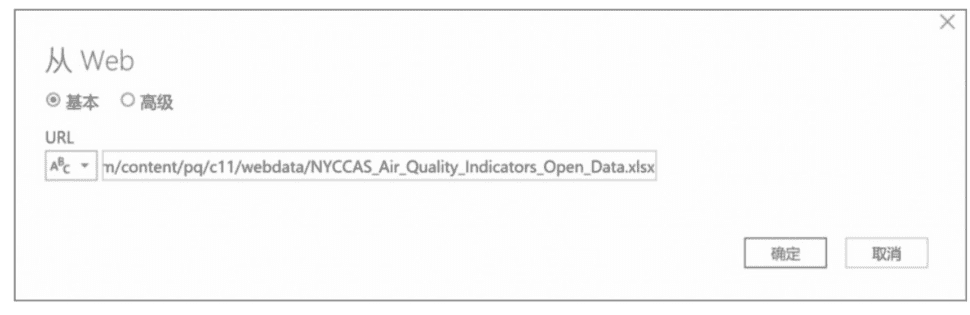 从 Web
基本 高级
URL
ABC m/content/pq/c11/webdata/NYCCAS_Air_Quality_Indicators_Open_Data.xlsx
确定 取消